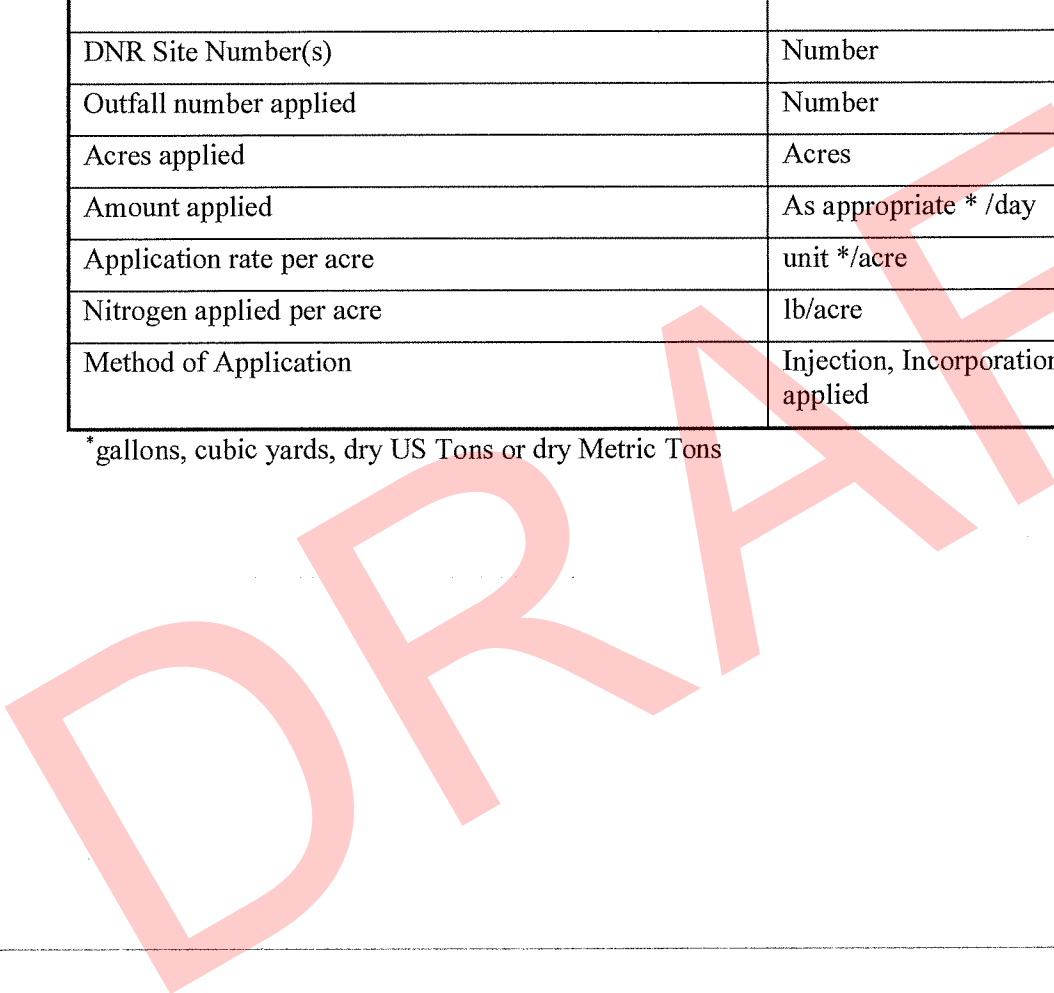 DNR Site Number(s) Number
Outfall number applied Number
Acres applied Acres
Amount applied As appropriate * /day
Application rate per acre unit */acre
Nitrogen applied per acre lb/acre
Method of Application Injection, Incorporation
applied
*gallons, cubic yards, dry US Tons or dry Metric Tons
DRAF